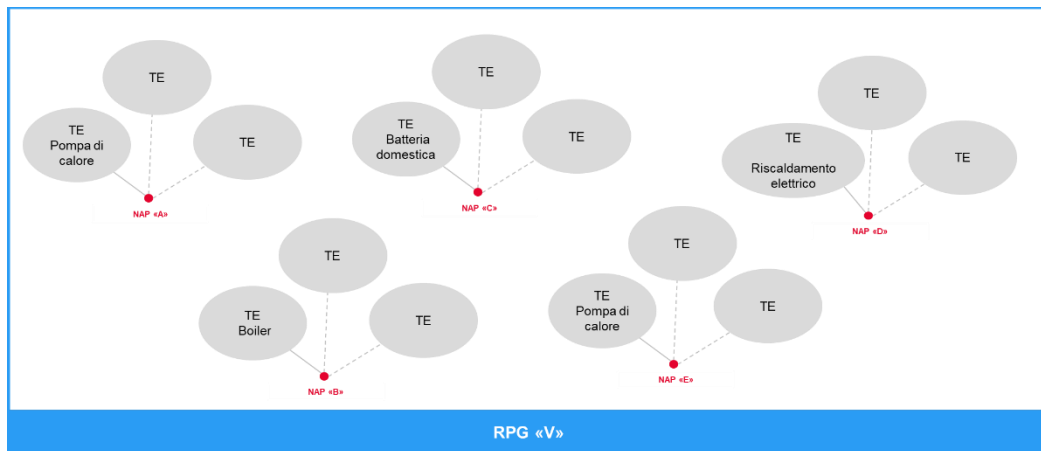 TE
TE
Pompa di
calore
TE
NAP «A»
TE
TE
Batteria
domestica
TE
NAP «C»
TE
TE
Riscaldamento
elettrico
TE
NAP «D»
TE
TE
Boiler
TE
NAP «B»
TE
TE
Pompa di
calore
TE
NAP «E»
RPG «V»